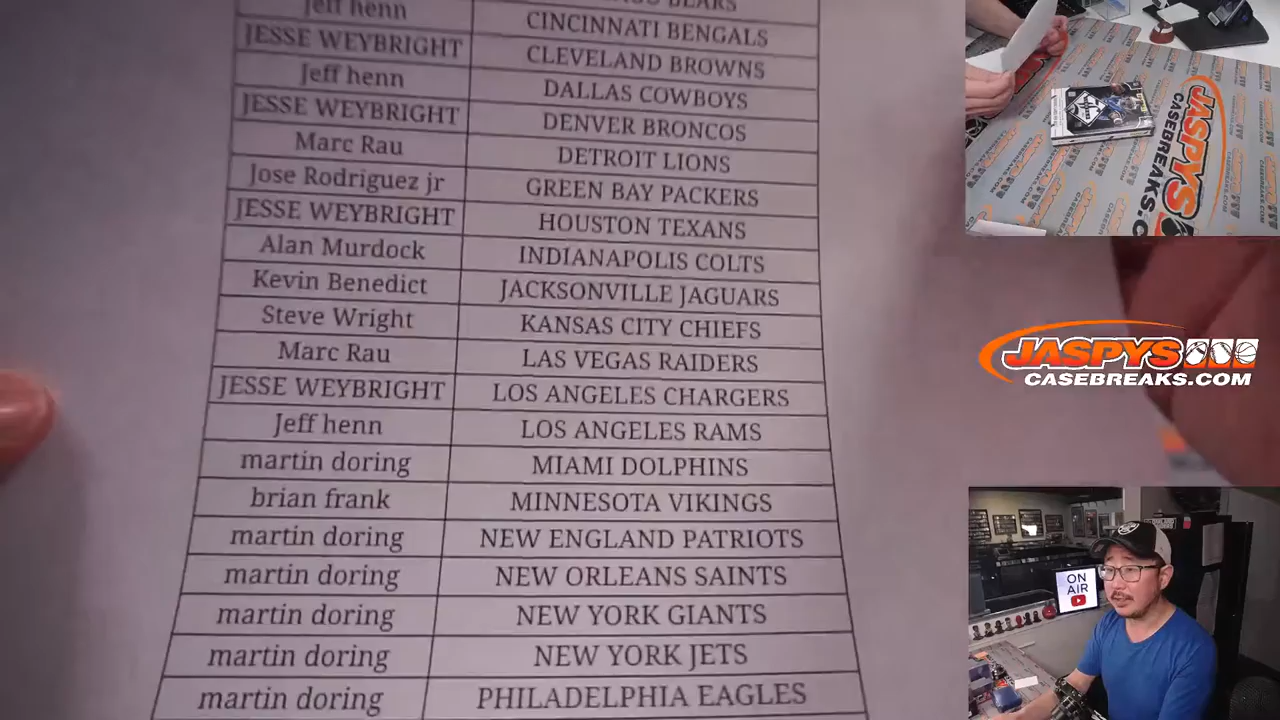 Jeff henn BEARS
JESSE WEYBRIGHT CINCINNATI BENGALS
Jeff henn CLEVELAND BROWNS
JESSE WEYBRIGHT DALLAS COWBOYS
Marc Rau DENVER BRONCOS
Jose Rodriguez jr DETROIT LIONS
JESSE WEYBRIGHT GREEN BAY PACKERS
Alan Murdock HOUSTON TEXANS
Kevin Benedict INDIANAPOLIS COLTS
Steve Wright JACKSONVILLE JAGUARS
Marc Rau KANSAS CITY CHIEFS
JESSE WEYBRIGHT LAS VEGAS RAIDERS
Jeff henn LOS ANGELES CHARGERS
martin doring LOS ANGELES RAMS
brian frank MIAMI DOLPHINS
martin doring MINNESOTA VIKINGS
martin doring NEW ENGLAND PATRIOTS
martin doring NEW ORLEANS SAINTS
martin doring NEW YORK GIANTS
martin doring NEW YORK JETS
PHILADELPHIA EAGLES
JASPYS
CASEBREAKS.COM
JASPYS
CASEBREAKS.C
ON
AIR